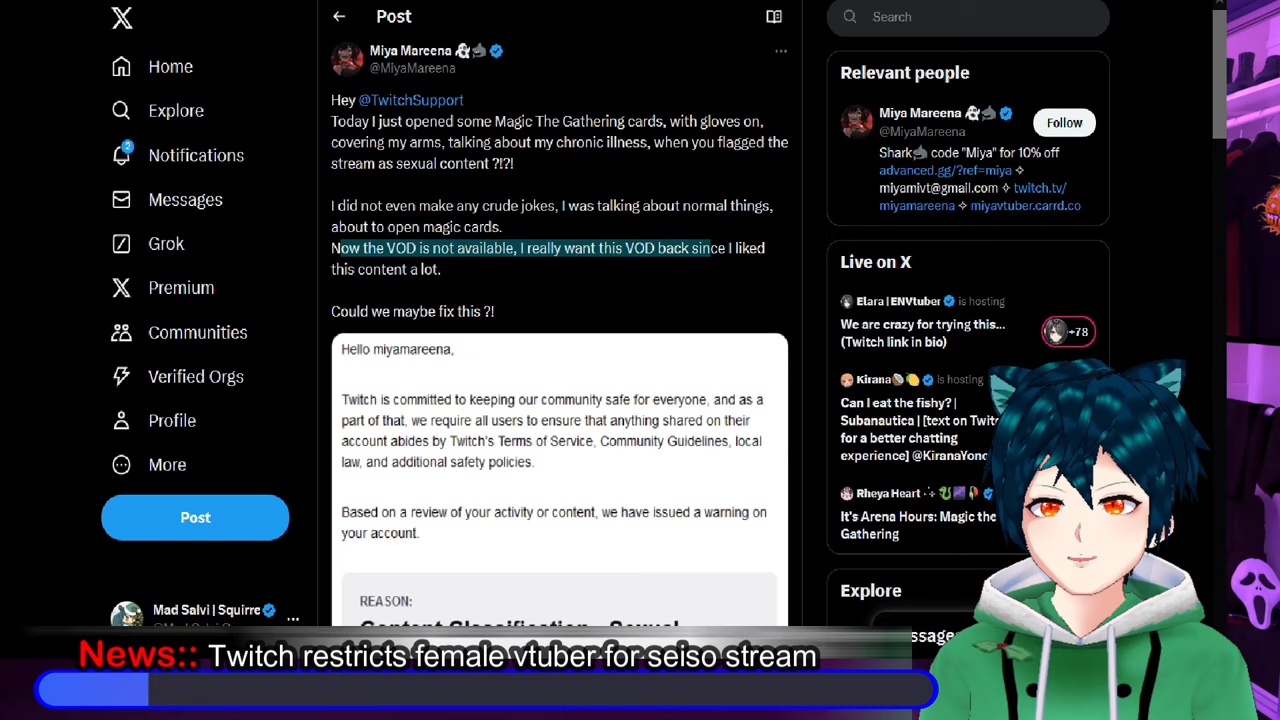 Home
Explore
2
Notifications
Messages
Grok
Premium
Communities
Verified Orgs
Profile
More
Post
Mad Salvi | Squirre
Post
Miya Mareena
@MiyaMareena
Hey @TwitchSupport
Today I just opened some Magic The Gathering cards, with gloves on,
covering my arms, talking about my chronic illness, when you flagged the
stream as sexual content ?!?!
I did not even make any crude jokes, I was talking about normal things,
about to open magic cards.
Now the VOD is not available, I really want this VOD back since I liked
this content a lot.
Could we maybe fix this ?!
Hello miyamareena,
Twitch is committed to keeping our community safe for everyone, and as a
part of that, we require all users to ensure that anything shared on their
account abides by Twitch's Terms of Service, Community Guidelines, local
law, and additional safety policies.
Based on a review of your activity or content, we have issued a warning on
your account.
REASON:
Content Classification - Sexual
Search
Relevant people
Miya Mareena
@MiyaMareena
Follow
Shark code "Miya" for 10% off
advanced.gg/?ref=miya ✧
miyamivt@gmail.com ✧ twitch.tv/
miyamareena ✧ miyavtuber.carrd.co
Live on X
Elara | ENVtuber is hosting
We are crazy for trying this...
(Twitch link in bio)
+78
Kirana is hosting
Can I eat the fishy? |
Subanautica | [text on Twitc
for a better chatting
experience] @KiranaYono
Rheya Heart
It's Arena Hours: Magic the
Gathering
Explore
essages
News:: Twitch restricts female vtuber for seiso stream